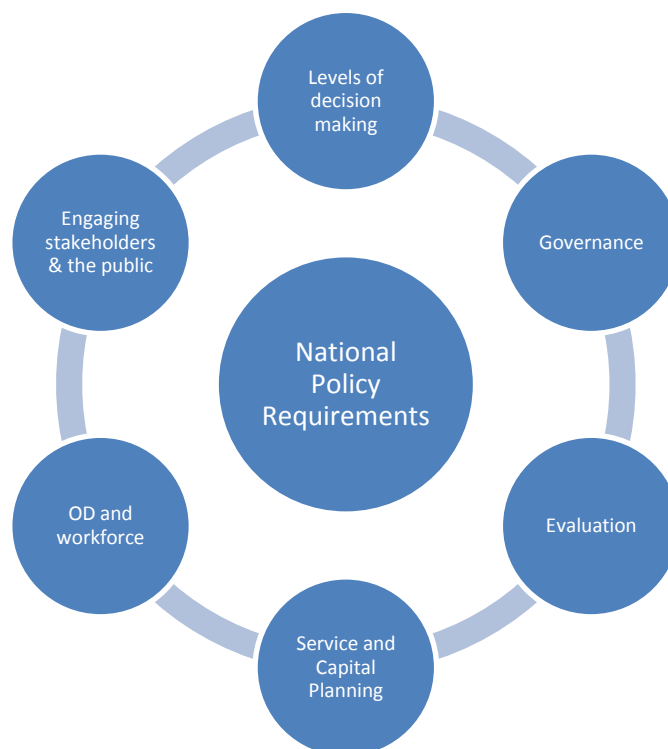 Levels of
decision
making
Governance
Evaluation
Service and
Capital
Planning
OD and
workforce
Engaging
stakeholders
& the public
National
Policy
Requirements